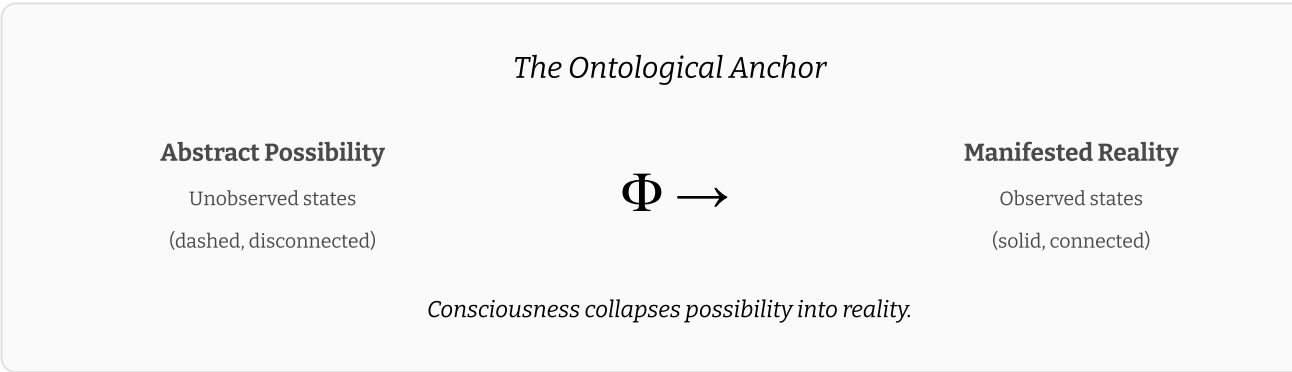 The Ontological Anchor
Abstract Possibility
Unobserved states
(dashed, disconnected)
Φ →
Manifested Reality
Observed states
(solid, connected)
Consciousness collapses possibility into reality.